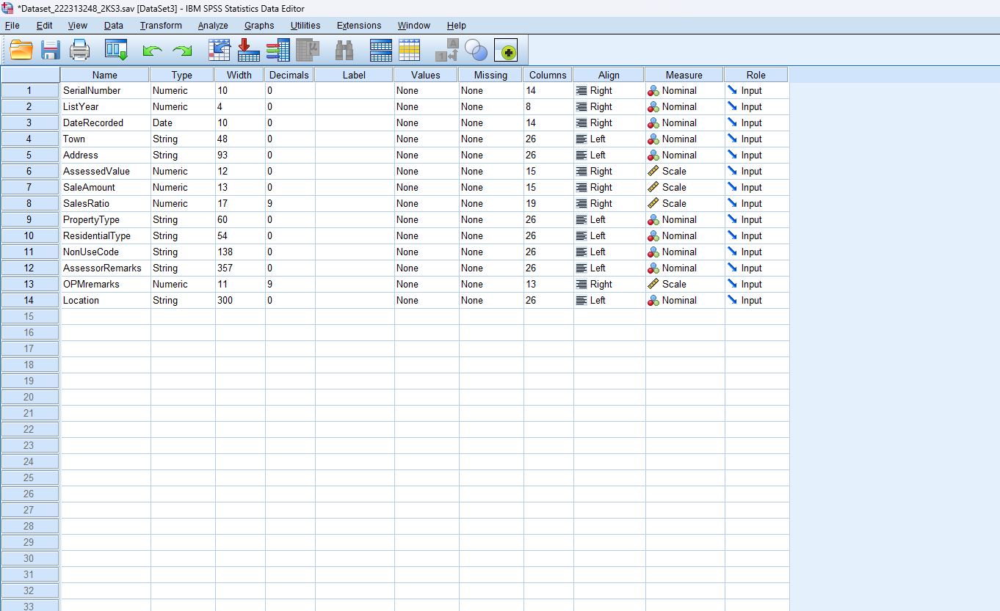 *Dataset_222313248_2KS3.sav [DataSet3] - IBM SPSS Statistics Data Editor
File Edit View Data Transform Analyze Graphs Utilities Extensions Window Help
Name Type Width Decimals Label Values Missing Columns Align Measure Role
1 SerialNumber Numeric 10 0 None None 14 Right Nominal Input
2 ListYear Numeric 4 0 None None 8 Right Nominal Input
3 DateRecorded Date 10 0 None None 14 Right Nominal Input
4 Town String 48 0 None None 26 Left Nominal Input
5 Address String 93 0 None None 26 Left Nominal Input
6 AssessedValue Numeric 12 0 None None 15 Right Scale Input
7 SaleAmount Numeric 13 0 None None 15 Right Scale Input
8 SalesRatio Numeric 17 9 None None 19 Right Scale Input
9 PropertyType String 60 0 None None 26 Left Nominal Input
10 ResidentialType String 54 0 None None 26 Left Nominal Input
11 NonUseCode String 138 0 None None 26 Left Nominal Input
12 AssessorRemarks String 357 0 None None 26 Left Nominal Input
13 OPMremarks Numeric 11 9 None None 13 Right Scale Input
14 Location String 300 0 None None 26 Left Nominal Input
15
16
17
18
19
20
21
22
23
24
25
26
27
28
29
30
31
32
33